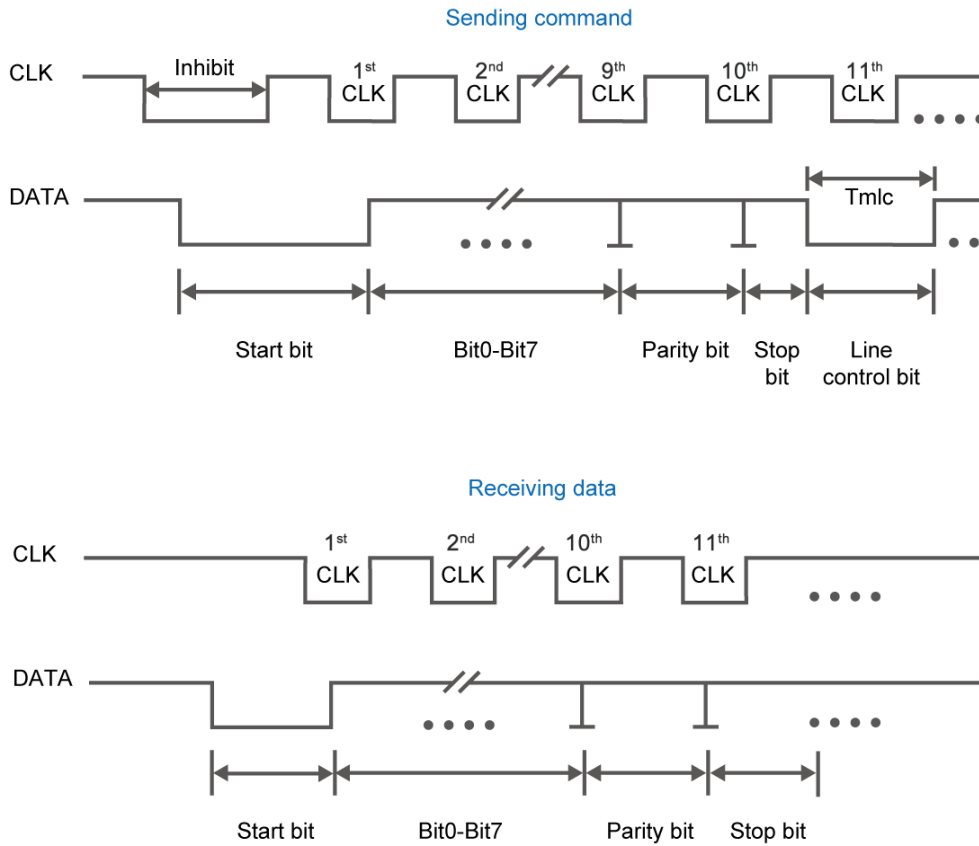 Sending command
CLK Inhibit 1st CLK 2nd CLK 9th CLK 10th CLK 11th CLK
DATA Tmlc
Start bit Bit0-Bit7 Parity bit Stop bit Line control bit
Receiving data
CLK 1st CLK 2nd CLK 10th CLK 11th CLK
DATA
Start bit Bit0-Bit7 Parity bit Stop bit